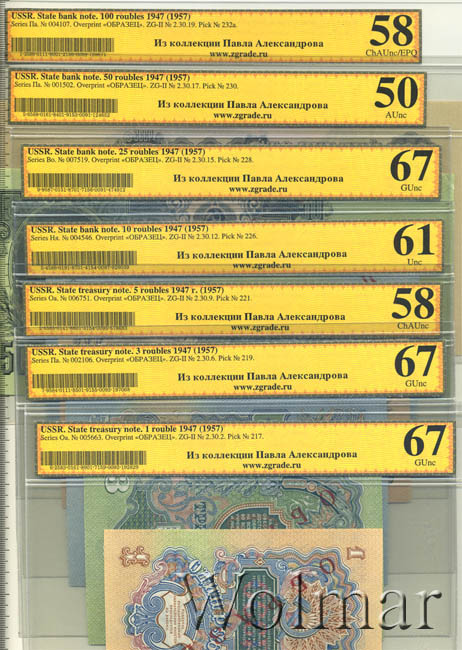 USSR. State bank note. 100 roubles 1947 (1957)
Series Па. № 004107. Overprint «ОБРАЗЕЦ». ZG-II № 2.30.19. Pick № 232a.
58
ChAUnc/EPQ
Из коллекции Павла Александрова
www.zgrade.ru
USSR. State bank note. 50 roubles 1947 (1957)
Series Пп. № 001502. Overprint «ОБРАЗЕЦ». ZG-II № 2.30.17. Pick № 230.
50
AUnc
Из коллекции Павла Александрова
www.zgrade.ru
USSR. State bank note. 25 roubles 1947 (1957)
Series Во. № 007519. Overprint «ОБРАЗЕЦ». ZG-II № 2.30.15. Pick № 228.
67
GUnc
Из коллекции Павла Александрова
www.zgrade.ru
USSR. State bank note. 10 roubles 1947 (1957)
Series Нх. № 004546. Overprint «ОБРАЗЕЦ». ZG-II № 2.30.12. Pick № 226.
61
Unc
Из коллекции Павла Александрова
www.zgrade.ru
USSR. State treasury note. 5 roubles 1947 г. (1957)
Series Оа. № 006751. Overprint «ОБРАЗЕЦ». ZG-II № 2.30.9. Pick № 221.
58
ChAUnc
Из коллекции Павла Александрова
www.zgrade.ru
USSR. State treasury note. 3 roubles 1947 (1957)
Series Па. № 002106. Overprint «ОБРАЗЕЦ». ZG-II № 2.30.6. Pick № 219.
67
GUnc
Из коллекции Павла Александрова
www.zgrade.ru
USSR. State treasury note. 1 rouble 1947 (1957)
Series Оа. № 005663. Overprint «ОБРАЗЕЦ». ZG-II № 2.30.2. Pick № 217.
67
GUnc
Из коллекции Павла Александрова
www.zgrade.ru
5
3
1
1
Wolmar